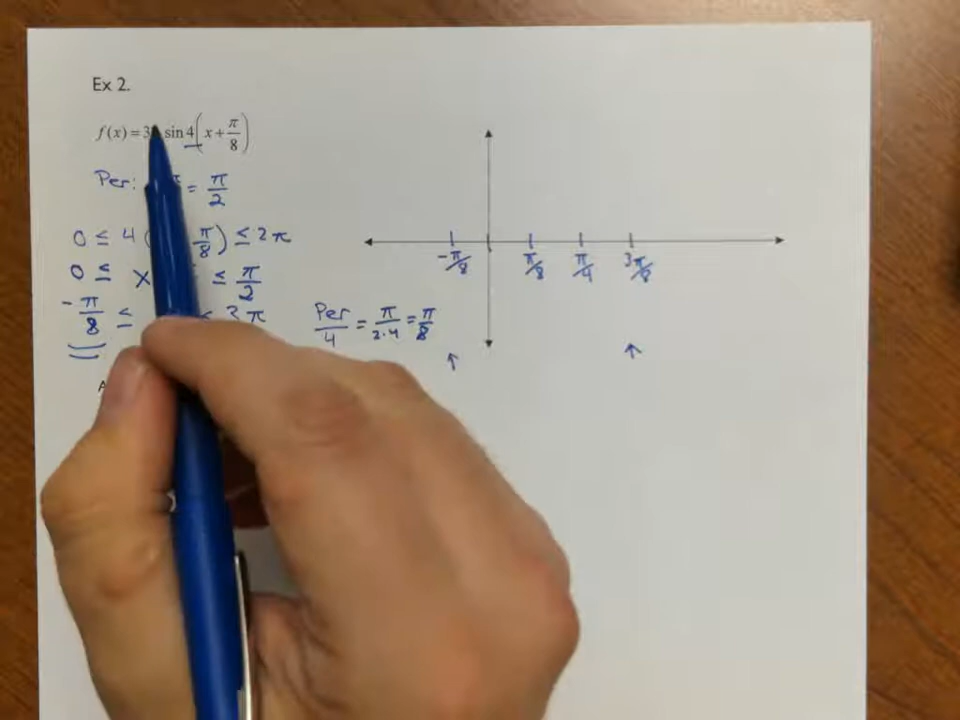 Ex 2.
f(x) = 3 sin 4(x + π/8)
Per: π = π/2
0 ≤ 4( π/8) ≤ 2π
0 ≤ x ≤ π/2
-π/8 ≤ ≤ 3π
Per/4 = π/2·4 = π/8
-π/8 π/8 π/4 3π/8